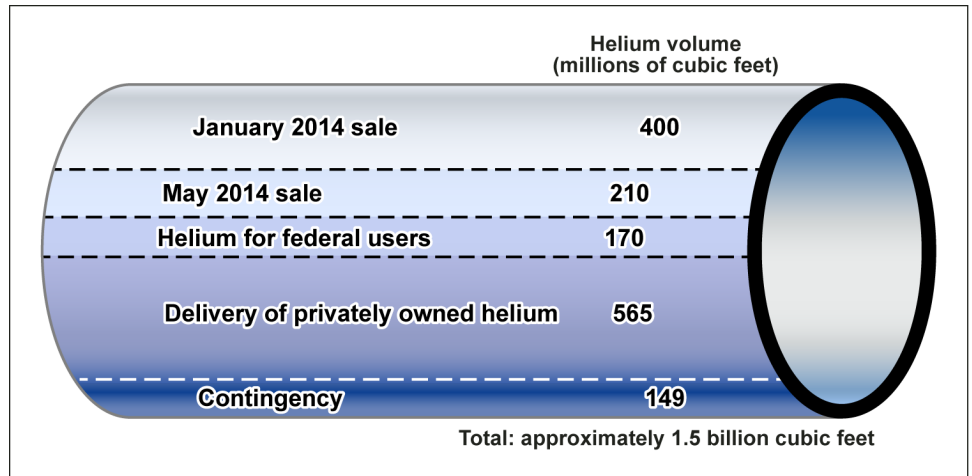 Helium volume
(millions of cubic feet)
January 2014 sale 400
May 2014 sale 210
Helium for federal users 170
Delivery of privately owned helium 565
Contingency 149
Total: approximately 1.5 billion cubic feet